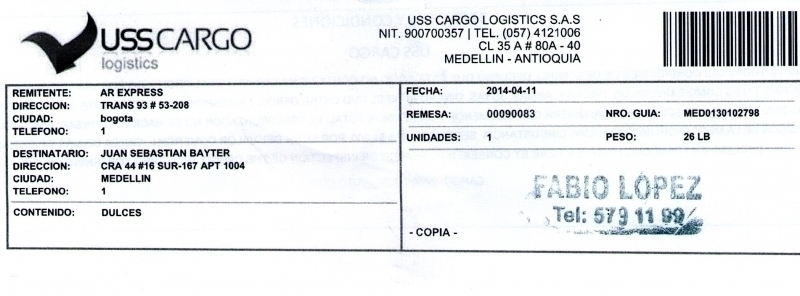 USSCARGO
logistics
USS CARGO LOGISTICS S.A.S
NIT. 900700357 | TEL. (057) 4121006
CL 35 A # 80A - 40
MEDELLIN - ANTIOQUIA
REMITENTE: AR EXPRESS
DIRECCION: TRANS 93 # 53-208
CIUDAD: bogota
TELEFONO: 1
DESTINATARIO: JUAN SEBASTIAN BAYTER
DIRECCION: CRA 44 #16 SUR-167 APT 1004
CIUDAD: MEDELLIN
TELEFONO: 1
CONTENIDO: DULCES
FECHA: 2014-04-11
REMESA: 00090083 NRO. GUIA: MED0130102798
UNIDADES: 1 PESO: 26 LB
FABIO LÓPEZ
Tel: 579 11 99
- COPIA -